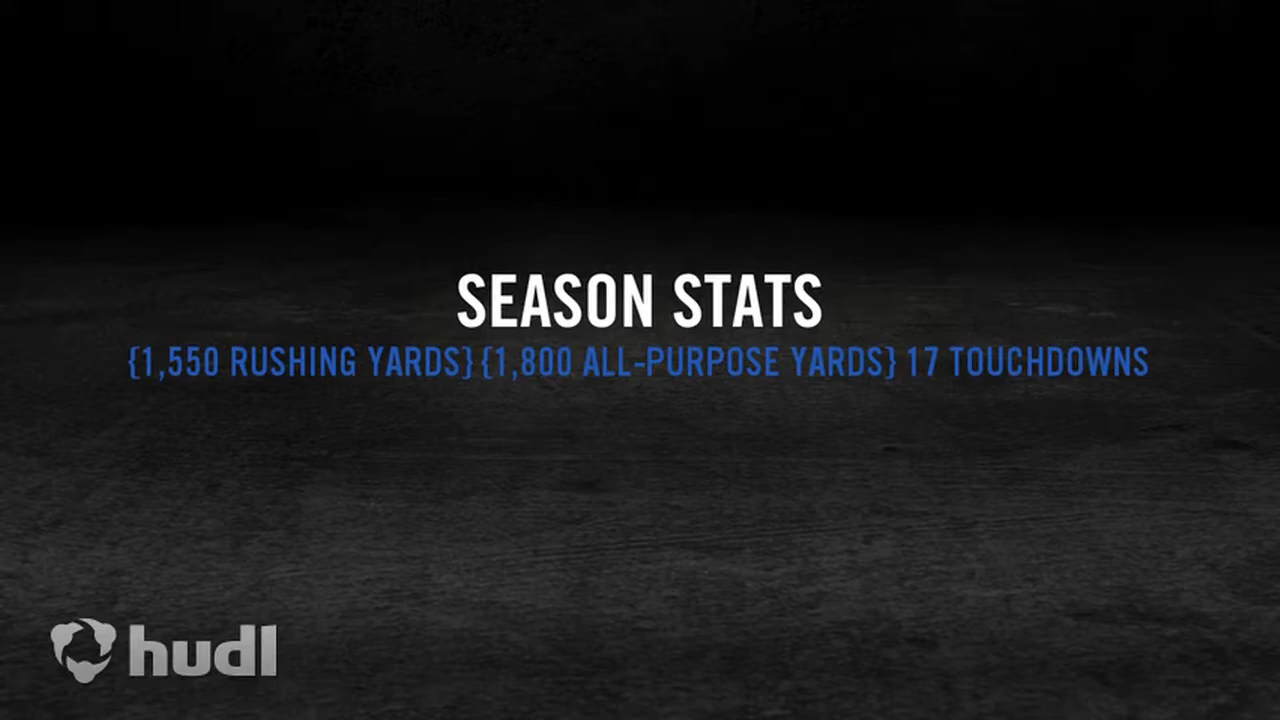 SEASON STATS
{1,550 RUSHING YARDS} {1,800 ALL-PURPOSE YARDS} 17 TOUCHDOWNS
hudl